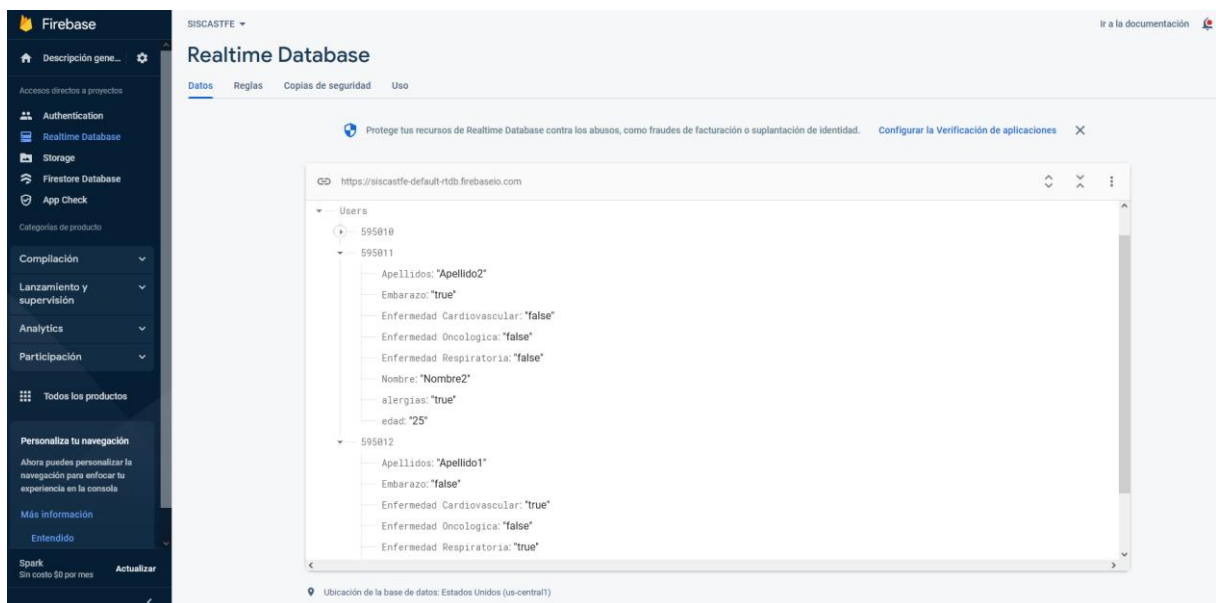 Firebase
Descripción gene...
Accesos directos a proyectos
Authentication
Realtime Database
Storage
Firestore Database
App Check
Categorías de producto
Compilación
Lanzamiento y
supervisión
Analytics
Participación
Todos los productos
Personaliza tu navegación
Ahora puedes personalizar la
navegación para enfocar tu
experiencia en la consola
Más información
Entendido
Spark
Sin costo $0 por mes
Actualizar
SISCASTFE
Ir a la documentación
Realtime Database
Datos Reglas Copias de seguridad Uso
Protege tus recursos de Realtime Database contra los abusos, como fraudes de facturación o suplantación de identidad. Configurar la Verificación de aplicaciones
https://siscastfe-default-rtdb.firebaseio.com
Users
595010
595011
Apellidos: "Apellido2"
Embarazo: "true"
Enfermedad Cardiovascular: "false"
Enfermedad Oncologica: "false"
Enfermedad Respiratoria: "false"
Nombre: "Nombre2"
alergias: "true"
edad: "25"
595012
Apellidos: "Apellido1"
Embarazo: "false"
Enfermedad Cardiovascular: "true"
Enfermedad Oncologica: "false"
Enfermedad Respiratoria: "true"
Ubicación de la base de datos: Estados Unidos (us-central1)